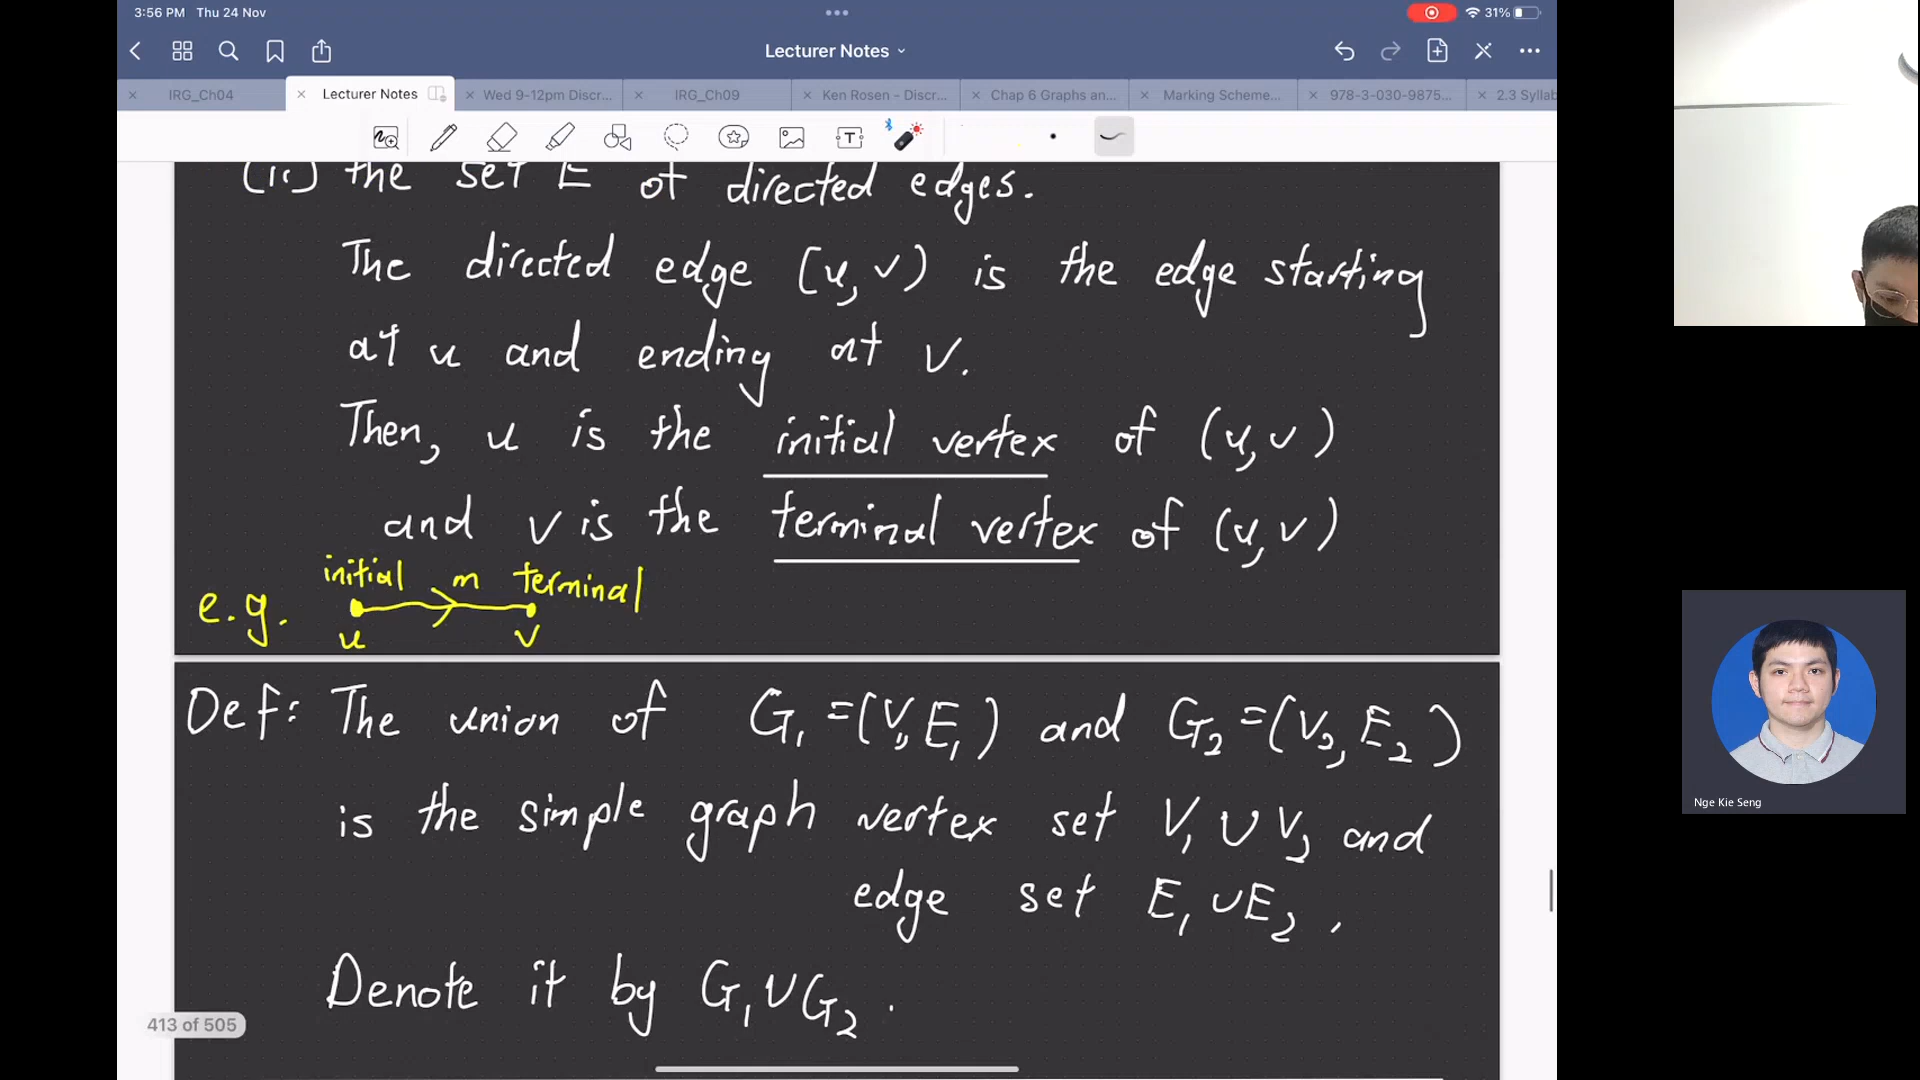 3:56 PM Thu 24 Nov
31%
Lecturer Notes
IRG_Ch04
Lecturer Notes
Wed 9-12pm Discr...
IRG_Ch09
Ken Rosen - Discr...
Chap 6 Graphs an...
Marking Scheme...
978-3-030-9875...
2.3 Syllab
(ii) the set E of directed edges.
The directed edge (u,v) is the edge starting
at u and ending at v.
Then, u is the initial vertex of (u,v)
and v is the terminal vertex of (u,v)
initial m terminal
e.g.
u v
Def: The union of G₁=(V₁,E₁) and G₂=(V₂,E₂)
is the simple graph vertex set V₁ ∪ V₂ and
edge set E₁ ∪ E₂,
Denote it by G₁∪G₂.
413 of 505
Nge Kie Seng